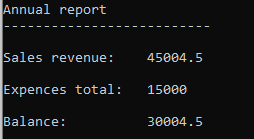 Annual report
--------------------------
Sales revenue:    45004.5
Expences total:   15000
Balance:          30004.5